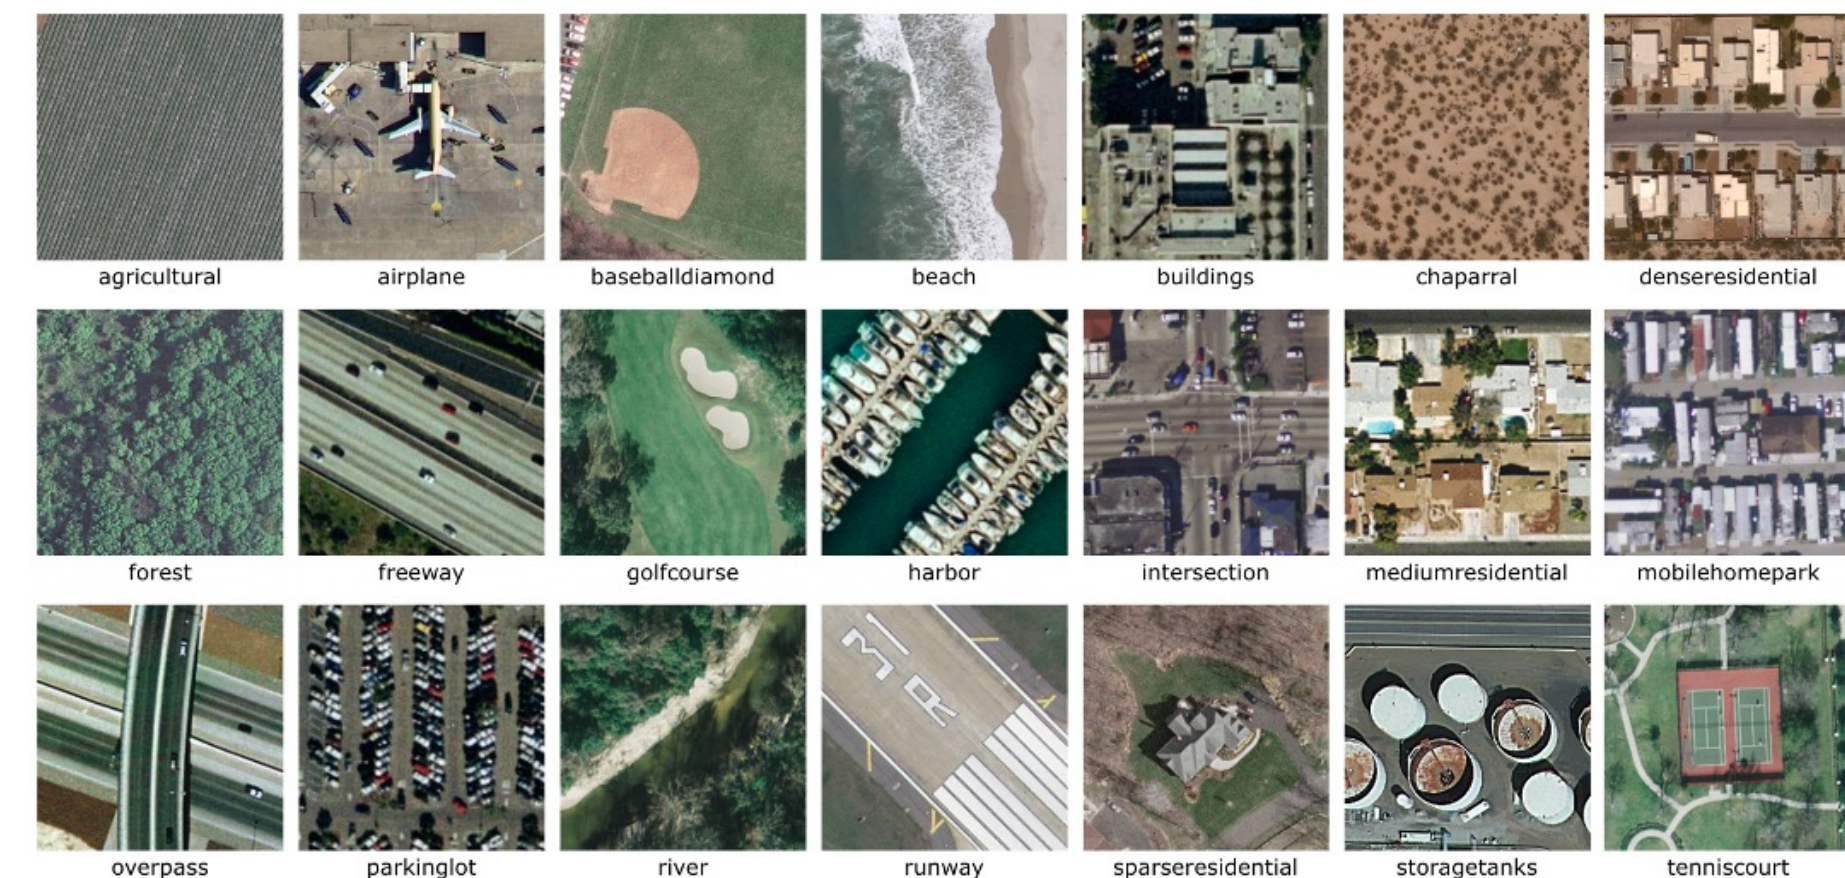 agricultural airplane baseballdiamond beach buildings chaparral denseresidential
forest freeway golfcourse harbor intersection mediumresidential mobilehomepark
overpass parkinglot river runway sparseresidential storagetanks tenniscourt